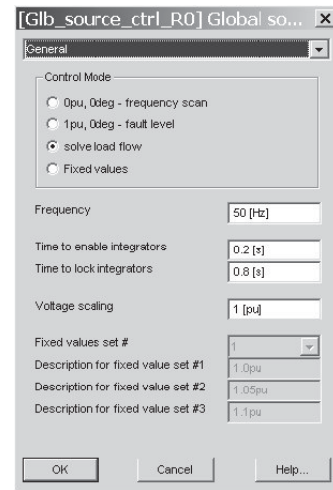 [Glb_source_ctrl_R0] Global so... X
General
Control Mode
0pu, 0deg - frequency scan
1pu, 0deg - fault level
solve load flow
Fixed values
Frequency 50 [Hz]
Time to enable integrators 0.2 [s]
Time to lock integrators 0.8 [s]
Voltage scaling 1 [pu]
Fixed values set # 1
Description for fixed value set #1 1.0pu
Description for fixed value set #2 1.05pu
Description for fixed value set #3 1.1pu
OK Cancel Help...